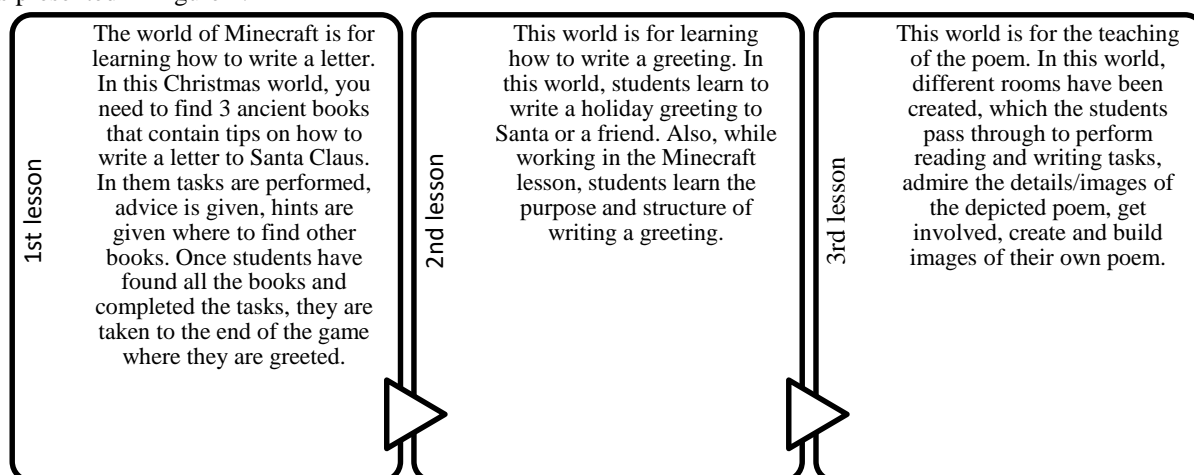 1st lesson
The world of Minecraft is for
learning how to write a letter.
In this Christmas world, you
need to find 3 ancient books
that contain tips on how to
write a letter to Santa Claus.
In them tasks are performed,
advice is given, hints are
given where to find other
books. Once students have
found all the books and
completed the tasks, they are
taken to the end of the game
where they are greeted.
2nd lesson
This world is for learning
how to write a greeting. In
this world, students learn to
write a holiday greeting to
Santa or a friend. Also, while
working in the Minecraft
lesson, students learn the
purpose and structure of
writing a greeting.
3rd lesson
This world is for the teaching
of the poem. In this world,
different rooms have been
created, which the students
pass through to perform
reading and writing tasks,
admire the details/images of
the depicted poem, get
involved, create and build
images of their own poem.